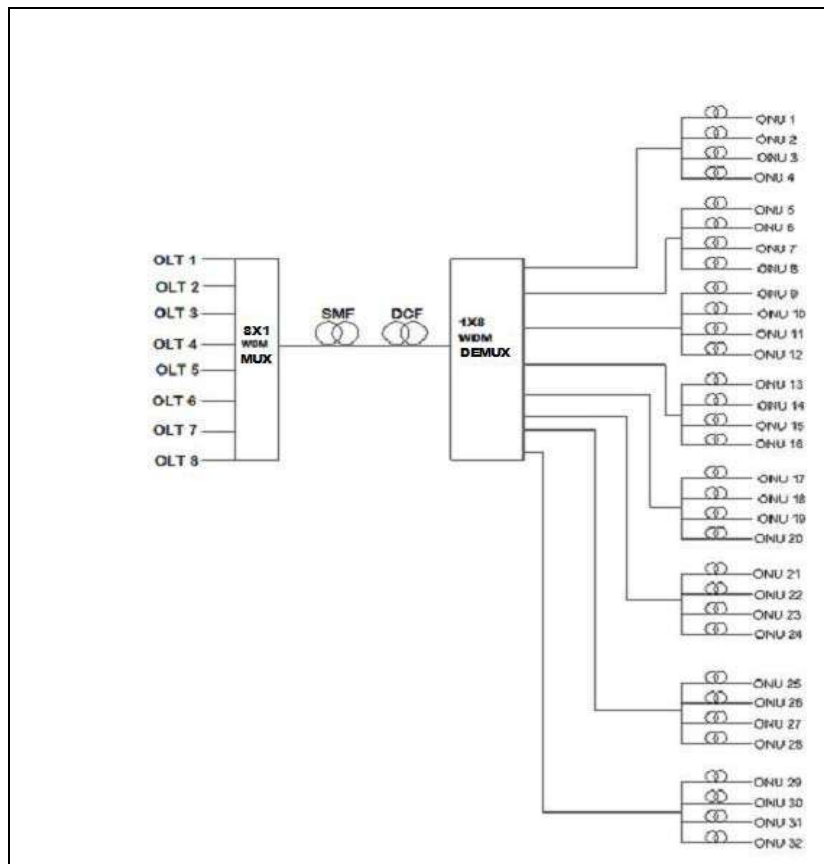 OLT 1
OLT 2
OLT 3
OLT 4
OLT 5
OLT 6
OLT 7
OLT 8
8X1
WDM
MUX
SMF
DCF
1X8
WDM
DEMUX
ONU 1
ONU 2
ONU 3
ONU 4
ONU 5
ONU 6
ONU 7
ONU 8
ONU 9
ONU 10
ONU 11
ONU 12
ONU 13
ONU 14
ONU 15
ONU 16
ONU 17
ONU 18
ONU 19
ONU 20
ONU 21
ONU 22
ONU 23
ONU 24
ONU 25
ONU 26
ONU 27
ONU 28
ONU 29
ONU 30
ONU 31
ONU 32